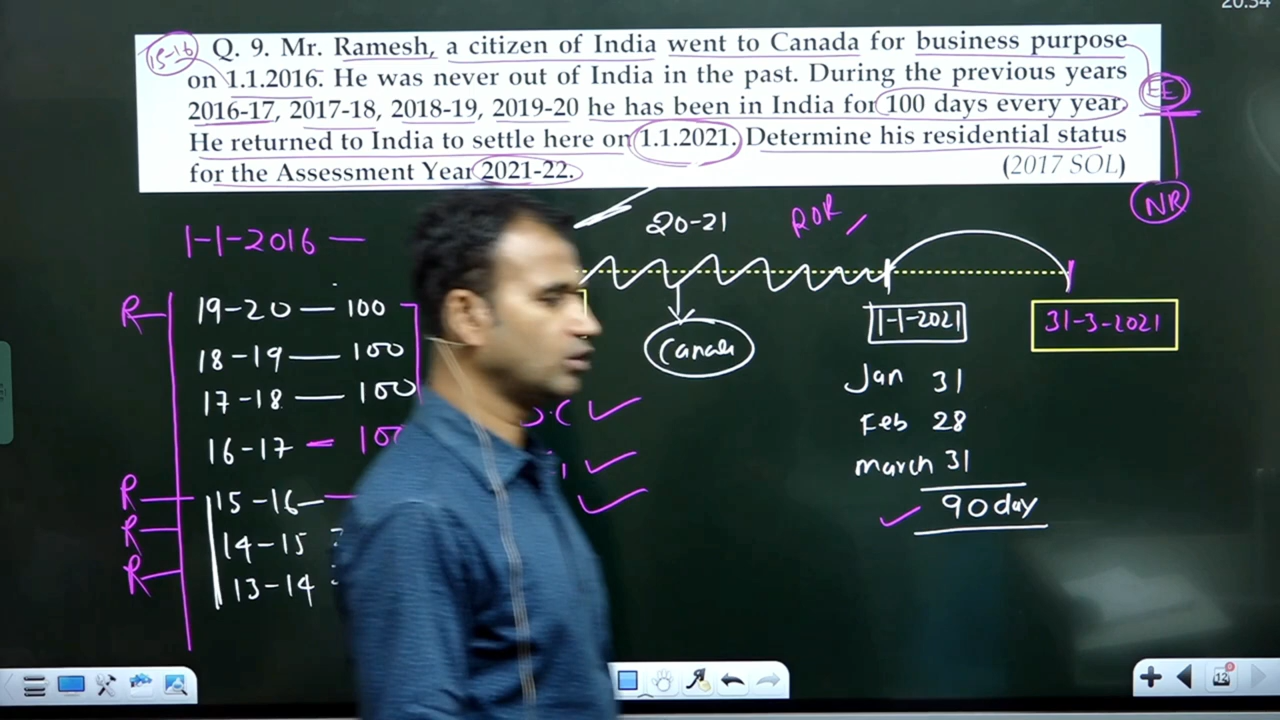 20:54
15-16
Q. 9. Mr. Ramesh, a citizen of India went to Canada for business purpose
on 1.1.2016. He was never out of India in the past. During the previous years
2016-17, 2017-18, 2018-19, 2019-20 he has been in India for 100 days every year.
He returned to India to settle here on 1.1.2021. Determine his residential status
for the Assessment Year 2021-22. (2017 SOL)
EE
NR
1-1-2016 —
20-21
ROR
R
19-20 — 100
18-19 — 100
17-18 — 100
16-17 — 100
R
15-16 —
R
14-15
R
13-14
Canada
1-1-2021
31-3-2021
Jan 31
Feb 28
march 31
90 day
12